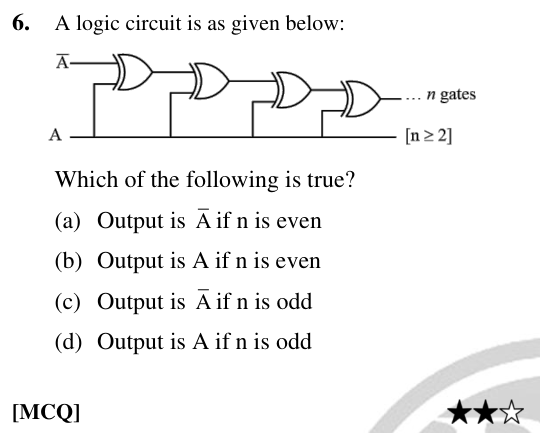 6. A logic circuit is as given below:
A̅
... n gates
A
[n ≥ 2]
Which of the following is true?
(a) Output is A̅ if n is even
(b) Output is A if n is even
(c) Output is A̅ if n is odd
(d) Output is A if n is odd
[MCQ] ★★☆